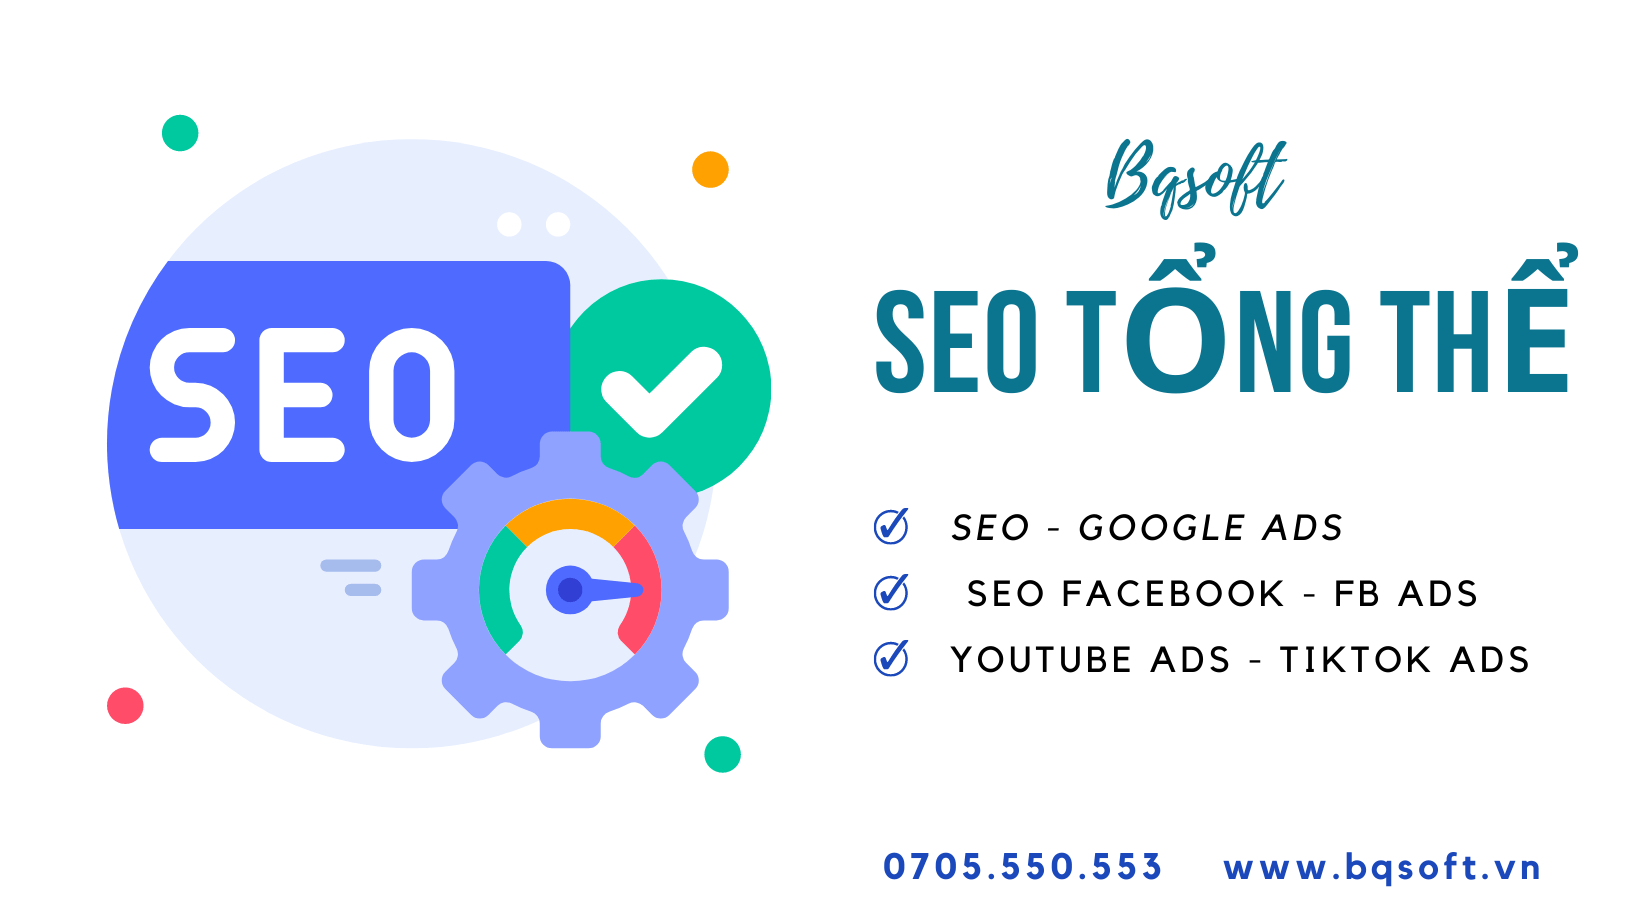 SEO
Bqsoft
SEO TỔNG THỂ
SEO - GOOGLE ADS
SEO FACEBOOK - FB ADS
YOUTUBE ADS - TIKTOK ADS
0705.550.553 www.bqsoft.vn